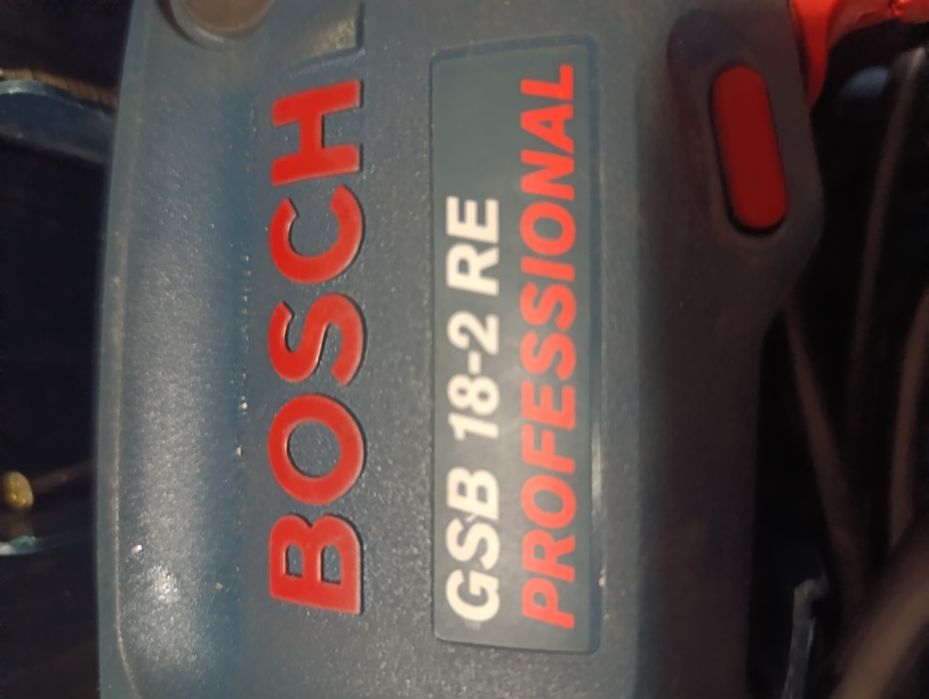 BOSCH
GSB 18-2 RE
PROFESSIONAL